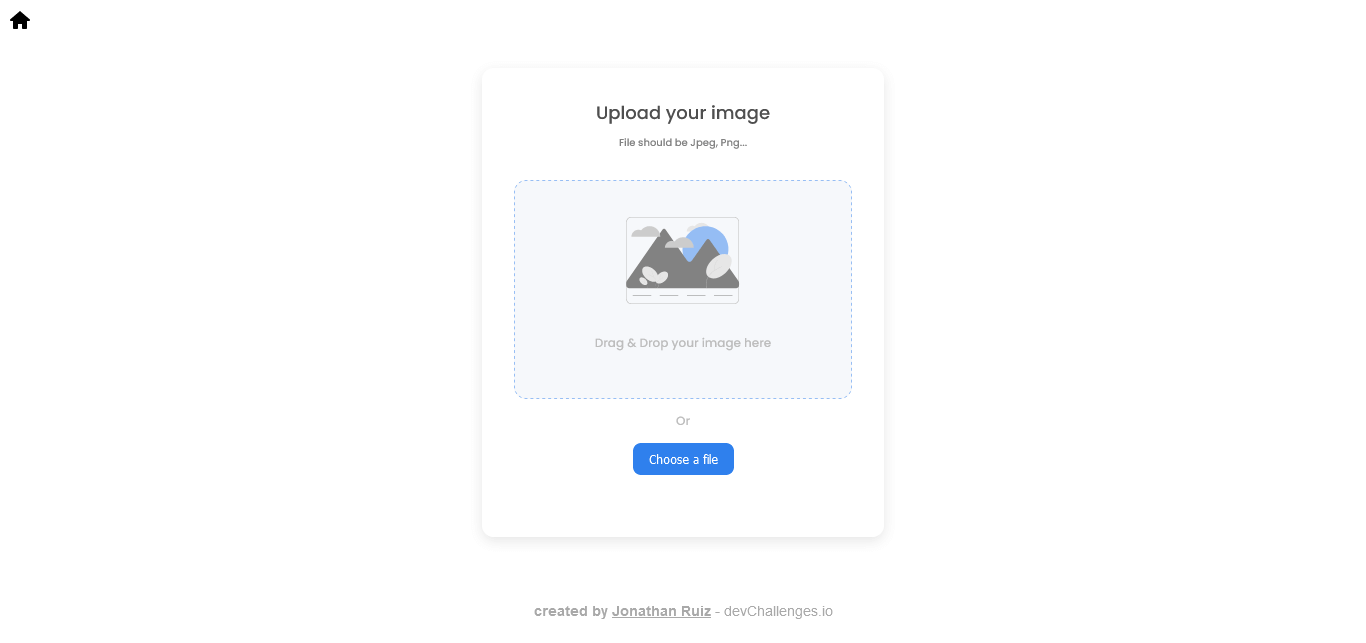 Upload your image
File should be Jpeg, Png...
Drag & Drop your image here
Or
Choose a file
created by Jonathan Ruiz - devChallenges.io